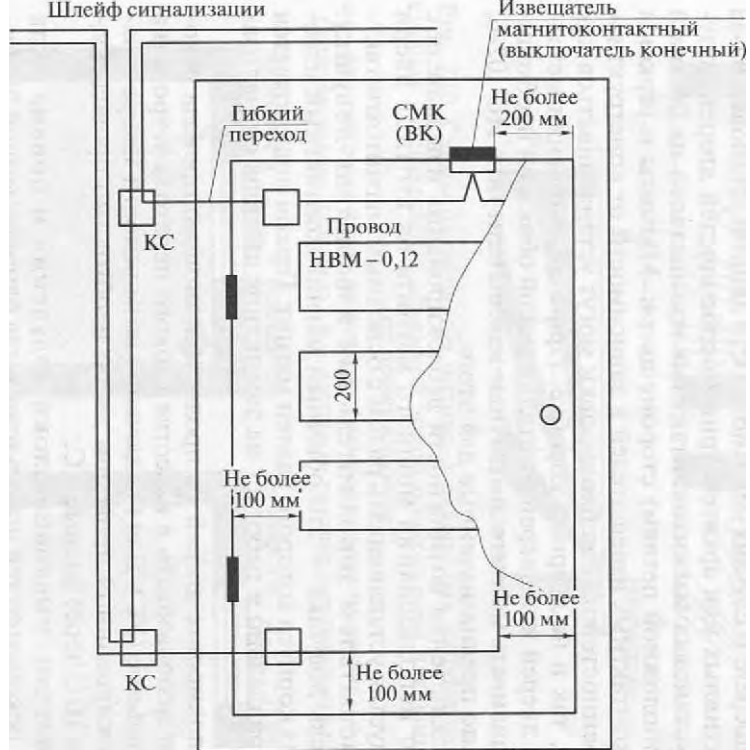 Шлейф сигнализации
Извещатель
магнитоконтактный
(выключатель конечный)
Не более
200 мм
СМК
(ВК)
Гибкий
переход
КС
Провод
НВМ – 0,12
200
Не более
100 мм
Не более
100 мм
КС
Не более
100 мм